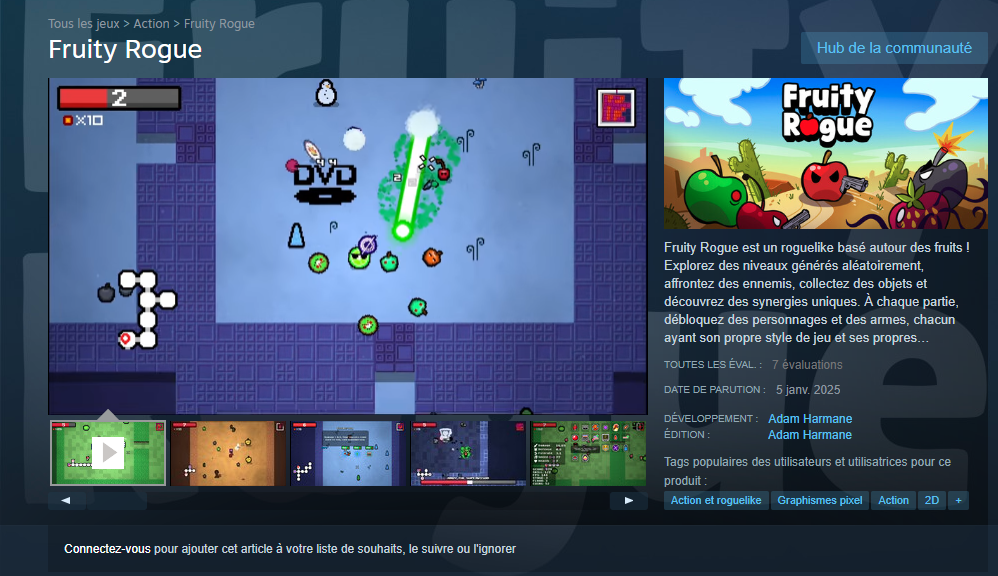 Tous les jeux > Action > Fruity Rogue
Fruity Rogue
Hub de la communauté
2
X10
DVD
Fruity
Rogue
Fruity Rogue est un roguelike basé autour des fruits !
Explorez des niveaux générés aléatoirement,
affrontez des ennemis, collectez des objets et
découvrez des synergies uniques. À chaque partie,
débloquez des personnages et des armes, chacun
ayant son propre style de jeu et ses propres...
TOUTES LES ÉVAL. : 7 évaluations
DATE DE PARUTION : 5 janv. 2025
DÉVELOPPEMENT : Adam Harmane
ÉDITION : Adam Harmane
Tags populaires des utilisateurs et utilisatrices pour ce
produit :
Action et roguelike Graphismes pixel Action 2D +
Connectez-vous pour ajouter cet article à votre liste de souhaits, le suivre ou l'ignorer